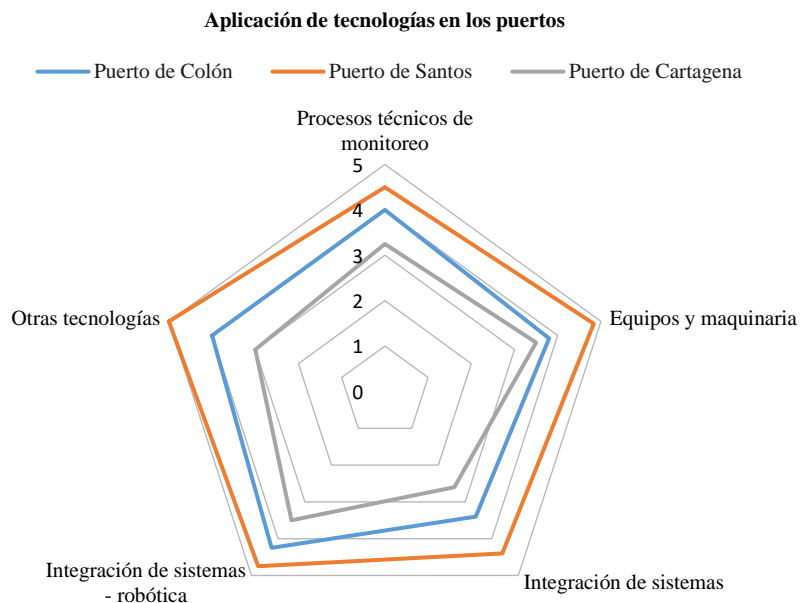 Aplicación de tecnologías en los puertos
Puerto de Colón
Puerto de Santos
Puerto de Cartagena
Procesos técnicos de
monitoreo
5
4
3
2
1
0
Otras tecnologías
Equipos y maquinaria
Integración de sistemas
- robótica
Integración de sistemas